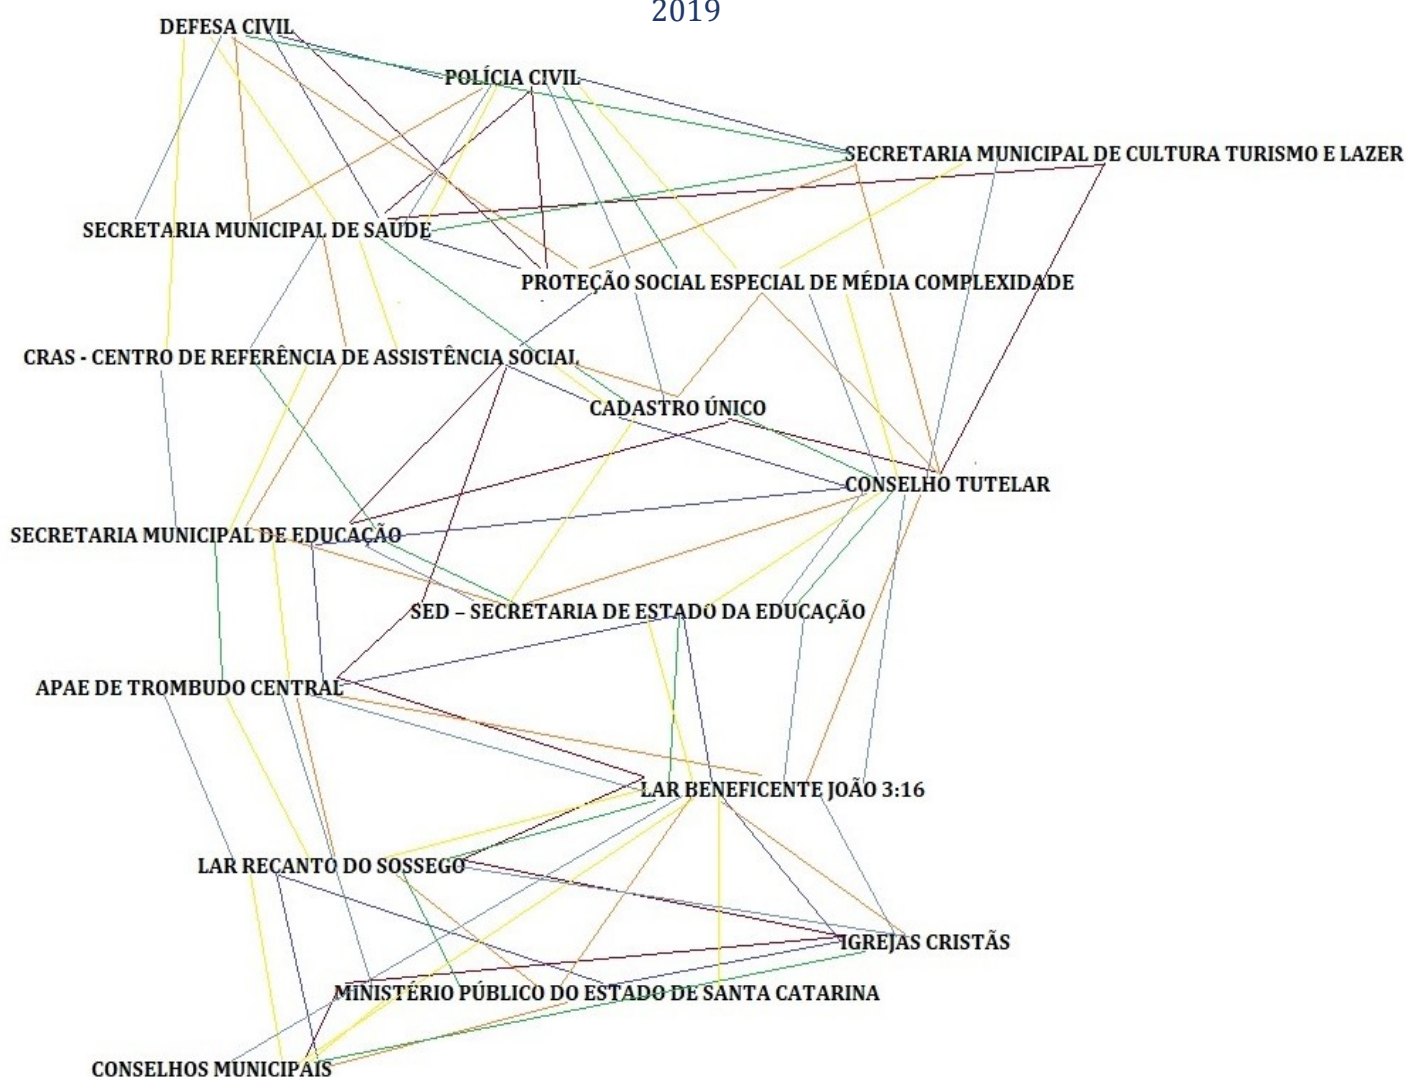 2019
DEFESA CIVIL
POLÍCIA CIVIL
SECRETARIA MUNICIPAL DE CULTURA TURISMO E LAZER
SECRETARIA MUNICIPAL DE SAÚDE
PROTEÇÃO SOCIAL ESPECIAL DE MÉDIA COMPLEXIDADE
CRAS - CENTRO DE REFERÊNCIA DE ASSISTÊNCIA SOCIAL
CADASTRO ÚNICO
CONSELHO TUTELAR
SECRETARIA MUNICIPAL DE EDUCAÇÃO
SED – SECRETARIA DE ESTADO DA EDUCAÇÃO
APAE DE TROMBUDO CENTRAL
LAR BENEFICENTE JOÃO 3:16
LAR RECANTO DO SOSSEGO
IGREJAS CRISTÃS
MINISTÉRIO PÚBLICO DO ESTADO DE SANTA CATARINA
CONSELHOS MUNICIPAIS